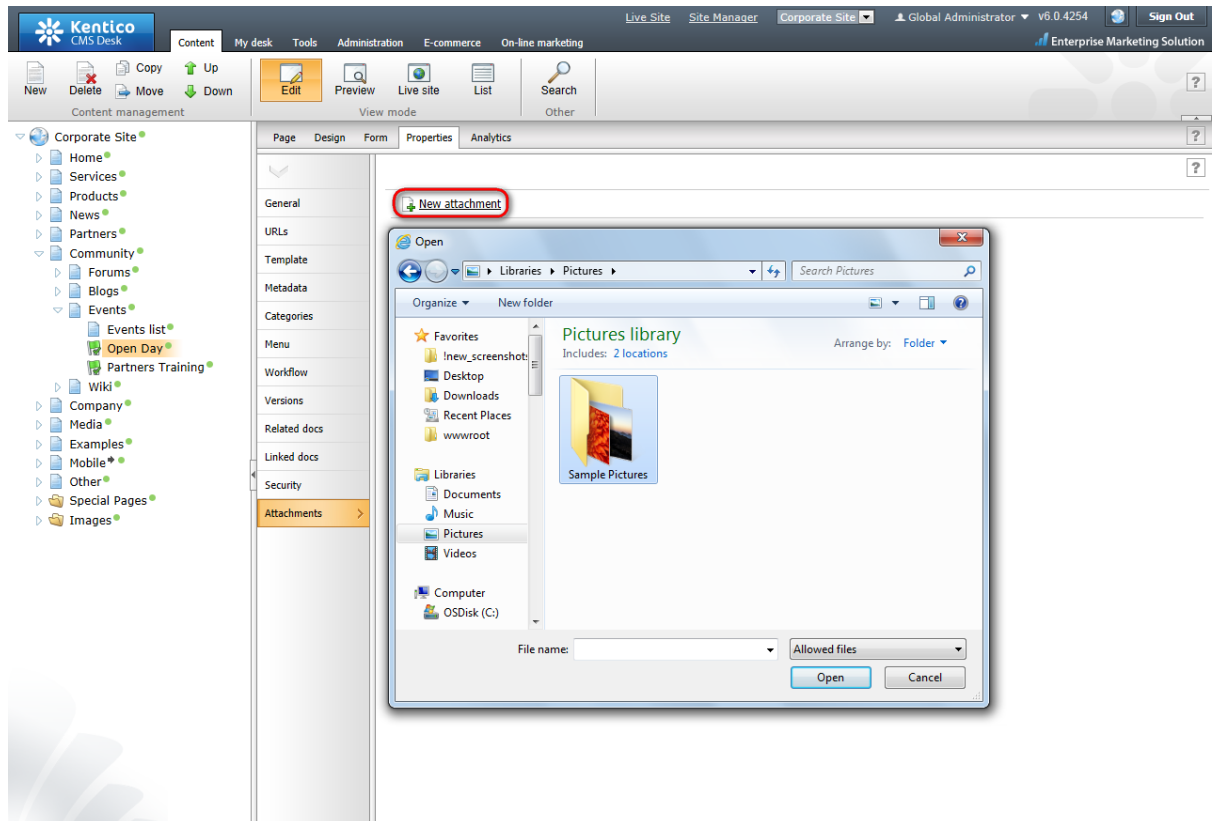 Kentico
CMS Desk
Live Site Site Manager Corporate Site Global Administrator v6.0.4254 Sign Out
Content My desk Tools Administration E-commerce On-line marketing Enterprise Marketing Solution
New Delete Copy Move Up Down
Content management
Edit Preview Live site List
View mode
Search
Other
?
Corporate Site
Home
Services
Products
News
Partners
Community
Forums
Blogs
Events
Events list
Open Day
Partners Training
Wiki
Company
Media
Examples
Mobile
Other
Special Pages
Images
Page Design Form Properties Analytics
?
?
General
URLs
Template
Metadata
Categories
Menu
Workflow
Versions
Related docs
Linked docs
Security
Attachments
New attachment
Open
Libraries Pictures
Search Pictures
Organize New folder
?
Favorites
!new_screenshots
Desktop
Downloads
Recent Places
wwwroot
Libraries
Documents
Music
Pictures
Videos
Computer
OSDisk (C:)
Pictures library
Includes: 2 locations
Arrange by: Folder
Sample Pictures
File name:
Allowed files
Open Cancel